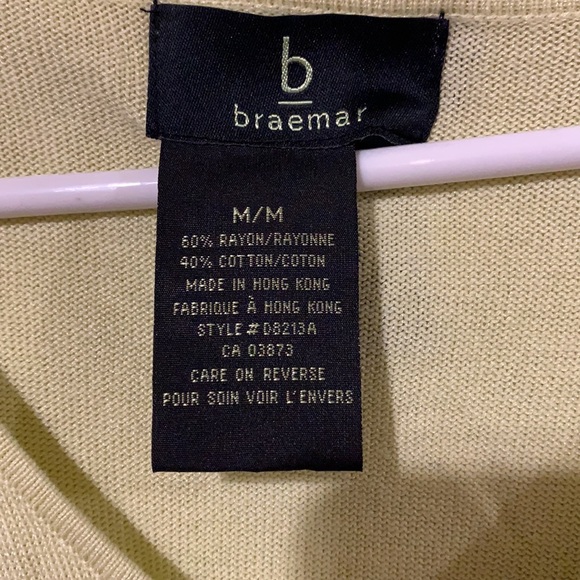 b
braemar
M/M
60% RAYON/RAYONNE
40% COTTON/COTON
MADE IN HONG KONG
FABRIQUE À HONG KONG
STYLE #D8213A
CA 03873
CARE ON REVERSE
POUR SOIN VOIR L'ENVERS